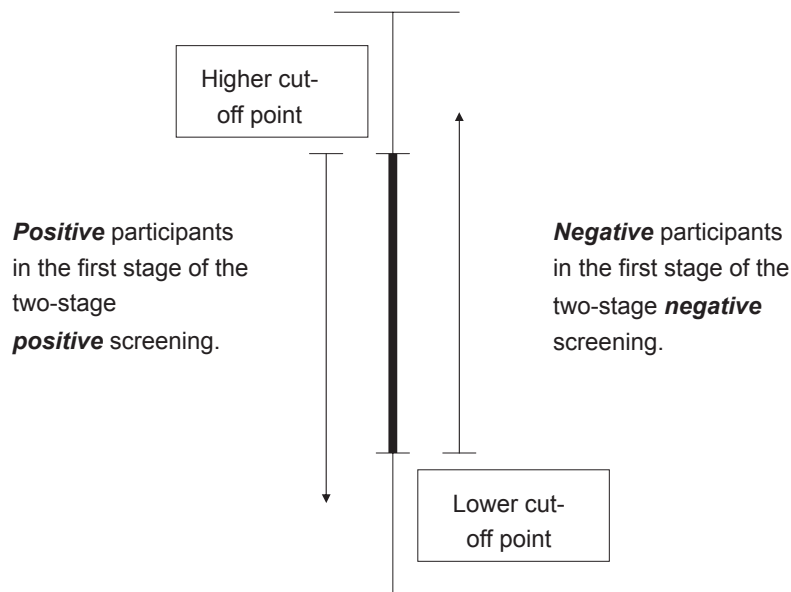 Higher cut-
off point
Positive participants
in the first stage of the
two-stage
positive screening.
Negative participants
in the first stage of the
two-stage negative
screening.
Lower cut-
off point